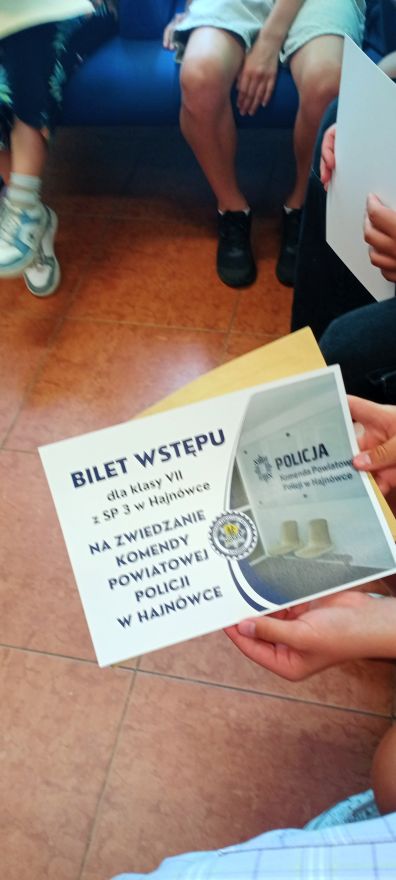 BILET WSTĘPU
dla klasy VII
z SP 3 w Hajnówce
NA ZWIEDZANIE
KOMENDY
POWIATOWEJ
POLICJI
W HAJNÓWCE
POLICJA
Komenda Powiatowa
Policji w Hajnówce